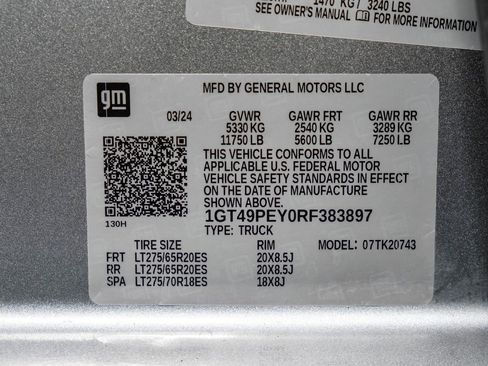 1470 KG / 3240 LBS
SEE OWNER'S MANUAL FOR MORE INFORMATION
gm
MFD BY GENERAL MOTORS LLC
03/24 GVWR GAWR FRT GAWR RR
5330 KG 2540 KG 3289 KG
11750 LB 5600 LB 7250 LB
THIS VEHICLE CONFORMS TO ALL
APPLICABLE U.S. FEDERAL MOTOR
VEHICLE SAFETY STANDARDS IN EFFECT
ON THE DATE OF MANUFACTURE
SHOWN ABOVE.
130H
1GT49PEY0RF383897
TYPE: TRUCK
TIRE SIZE RIM MODEL: 07TK20743
FRT LT275/65R20ES 20X8.5J
RR LT275/65R20ES 20X8.5J
SPA LT275/70R18ES 18X8J